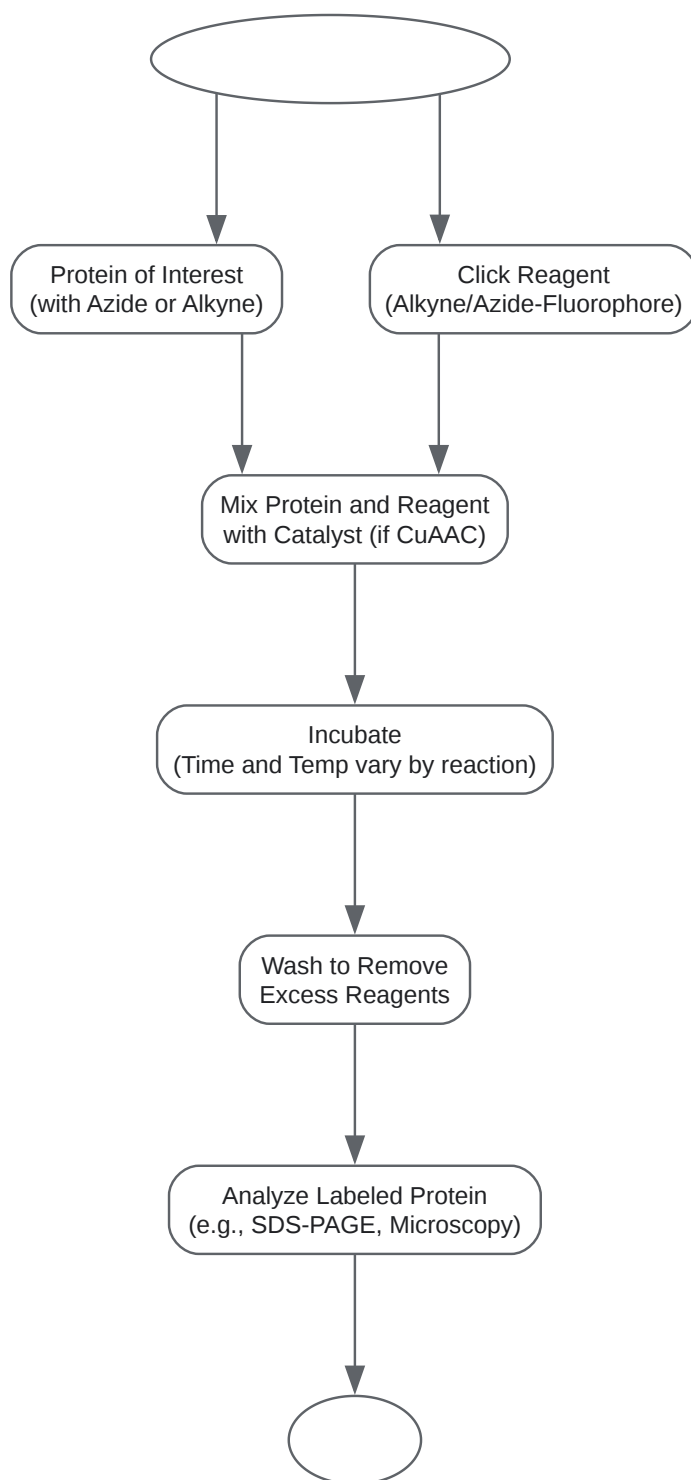 Protein of Interest
(with Azide or Alkyne)
Click Reagent
(Alkyne/Azide-Fluorophore)
Mix Protein and Reagent
with Catalyst (if CuAAC)
Incubate
(Time and Temp vary by reaction)
Wash to Remove
Excess Reagents
Analyze Labeled Protein
(e.g., SDS-PAGE, Microscopy)